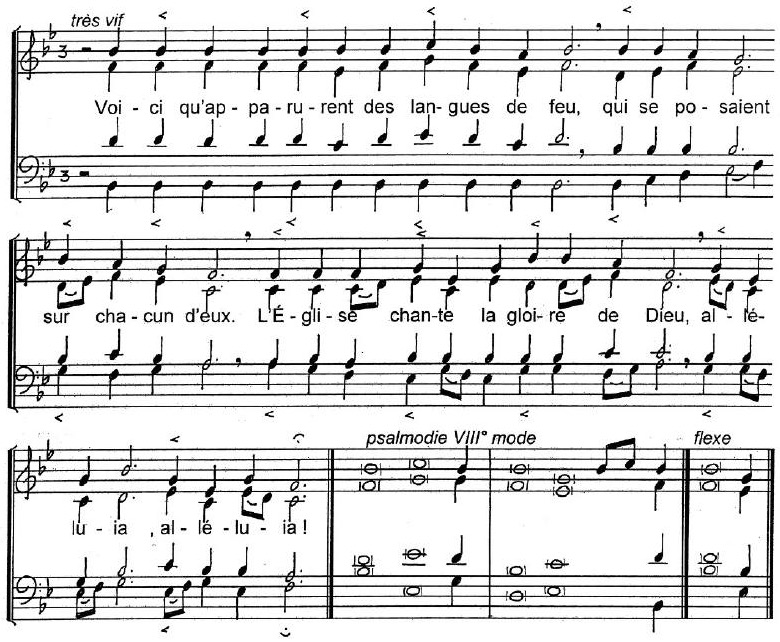 très vif
3
Voi - ci qu'ap - pa - ru - rent des lan - gues de feu, qui se po - saient
3
sur cha - cun d'eux. L'É - gli - se chan - te la gloi - re de Dieu, al - lé -
psalmodie VIII° mode flexe
lu - ia , al - lé - lu - ia !